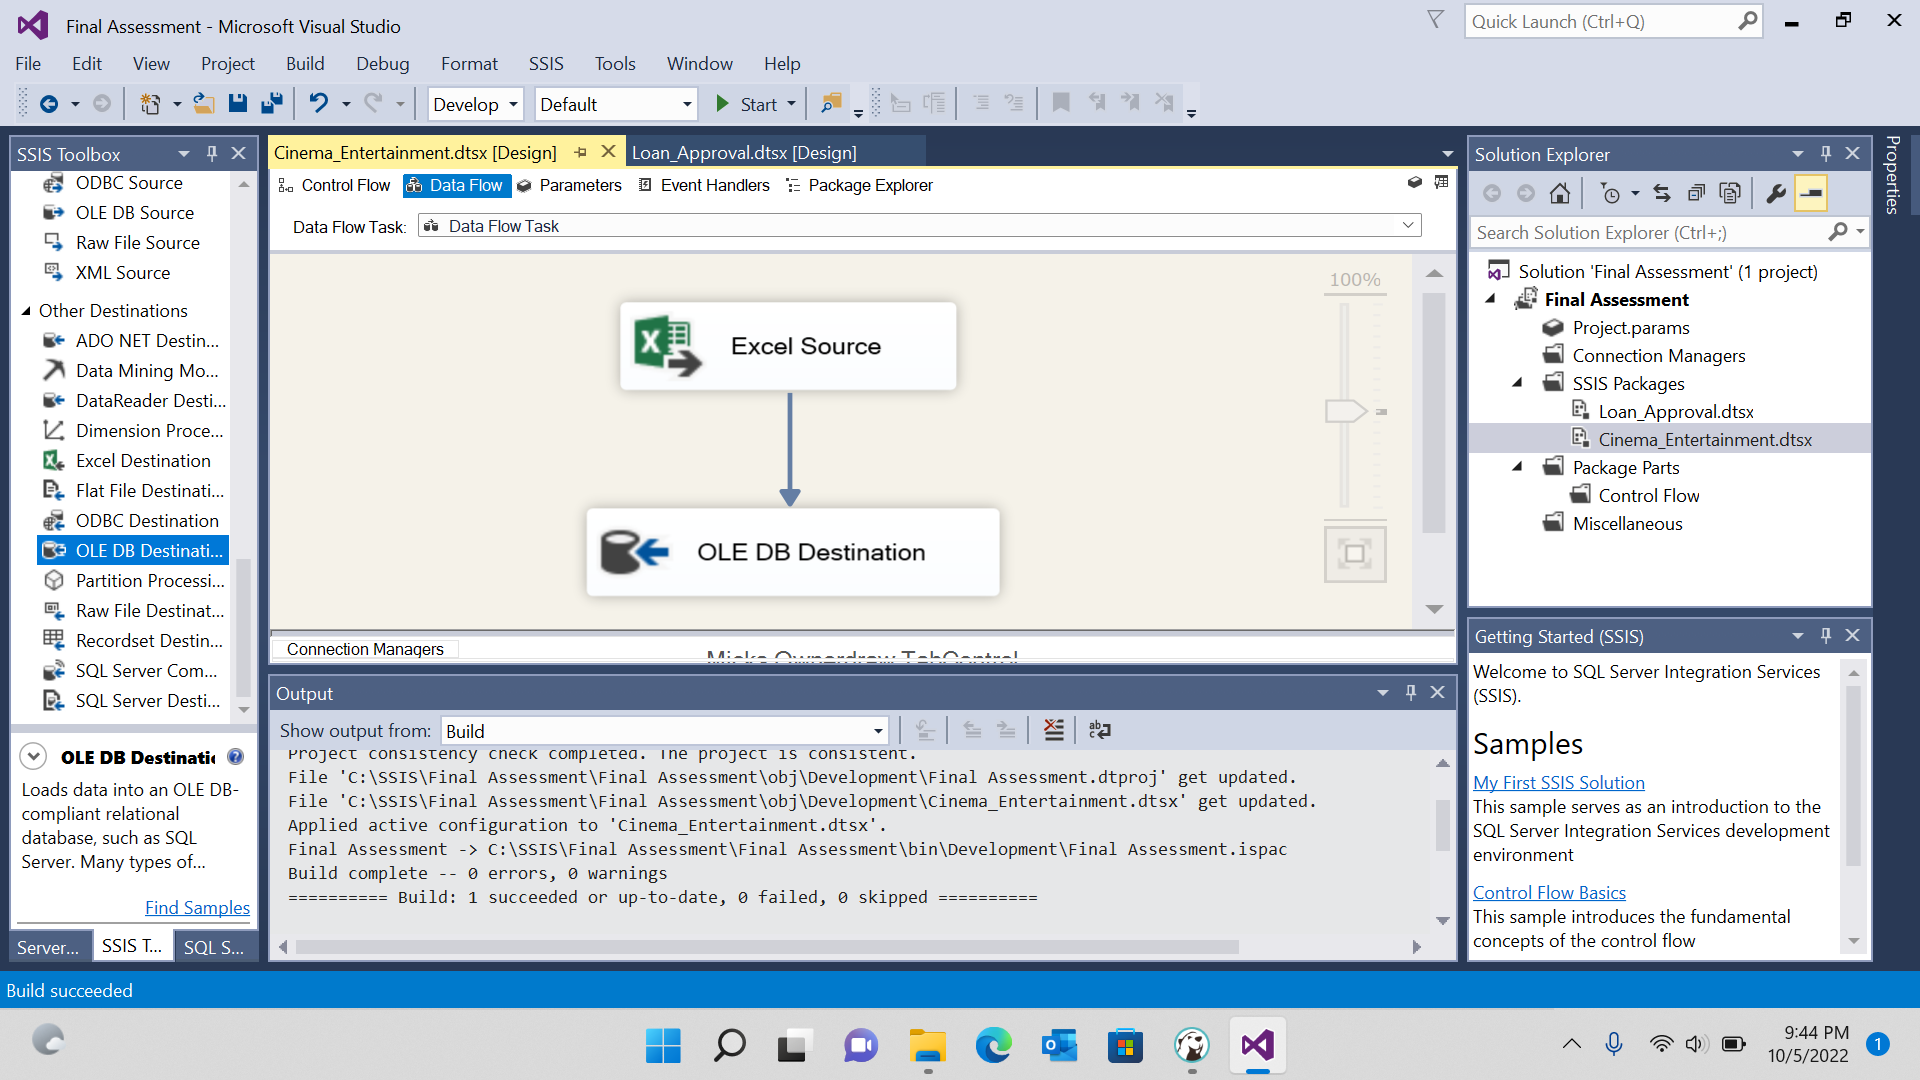 Final Assessment - Microsoft Visual Studio
Quick Launch (Ctrl+Q)
File Edit View Project Build Debug Format SSIS Tools Window Help
Develop Default Start
SSIS Toolbox
ODBC Source
OLE DB Source
Raw File Source
XML Source
Other Destinations
ADO NET Destin...
Data Mining Mo...
DataReader Desti...
Dimension Proce...
Excel Destination
Flat File Destinati...
ODBC Destination
OLE DB Destinati...
Partition Processi...
Raw File Destinat...
Recordset Destin...
SQL Server Com...
SQL Server Desti...
OLE DB Destinatio
Loads data into an OLE DB-
compliant relational
database, such as SQL
Server. Many types of...
Find Samples
Server... SSIS T... SQL S...
Cinema_Entertainment.dtsx [Design] Loan_Approval.dtsx [Design]
Control Flow Data Flow Parameters Event Handlers Package Explorer
Data Flow Task: Data Flow Task
100%
Excel Source
OLE DB Destination
Connection Managers
Micks Ownerdraw TabControl
Output
Show output from: Build
Project consistency check completed. The project is consistent.
File 'C:\SSIS\Final Assessment\Final Assessment\obj\Development\Final Assessment.dtproj' get updated.
File 'C:\SSIS\Final Assessment\Final Assessment\obj\Development\Cinema_Entertainment.dtsx' get updated.
Applied active configuration to 'Cinema_Entertainment.dtsx'.
Final Assessment -> C:\SSIS\Final Assessment\Final Assessment\bin\Development\Final Assessment.ispac
Build complete -- 0 errors, 0 warnings
========== Build: 1 succeeded or up-to-date, 0 failed, 0 skipped ==========
Solution Explorer
Search Solution Explorer (Ctrl+;)
Solution 'Final Assessment' (1 project)
Final Assessment
Project.params
Connection Managers
SSIS Packages
Loan_Approval.dtsx
Cinema_Entertainment.dtsx
Package Parts
Control Flow
Miscellaneous
Properties
Getting Started (SSIS)
Welcome to SQL Server Integration Services
(SSIS).
Samples
My First SSIS Solution
This sample serves as an introduction to the
SQL Server Integration Services development
environment
Control Flow Basics
This sample introduces the fundamental
concepts of the control flow
Build succeeded
9:44 PM
10/5/2022
1